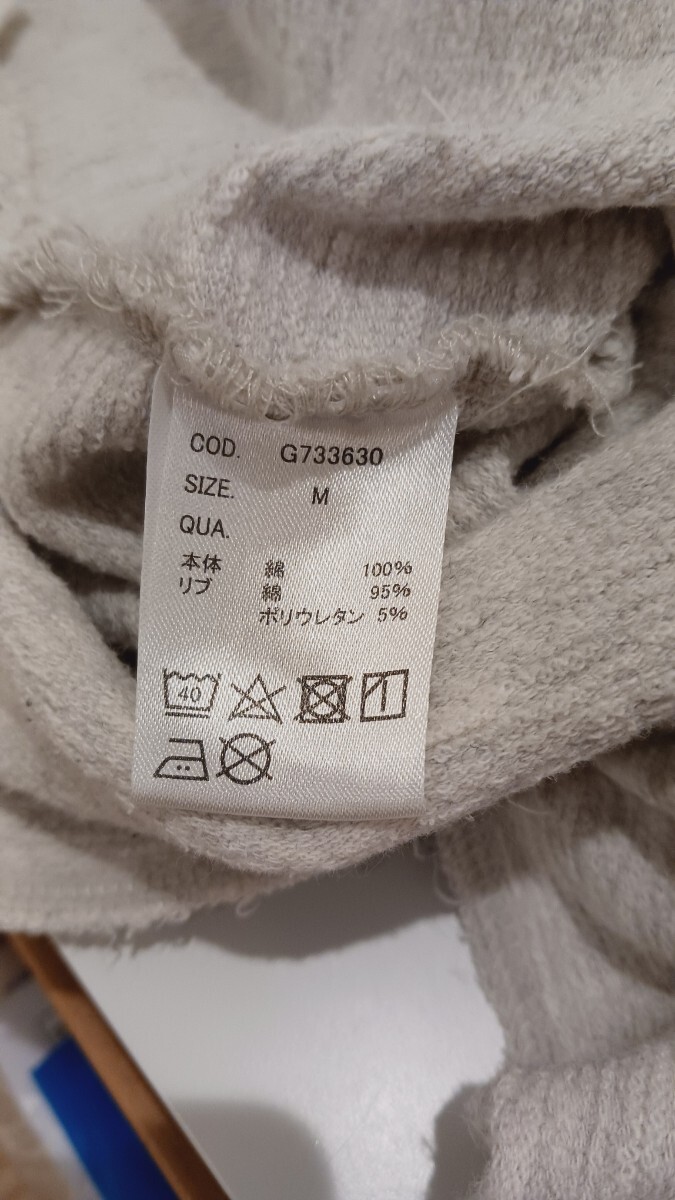 COD. G733630
SIZE. M
QUA.
本体 綿 100%
リブ 綿 95%
ポリウレタン 5%
40